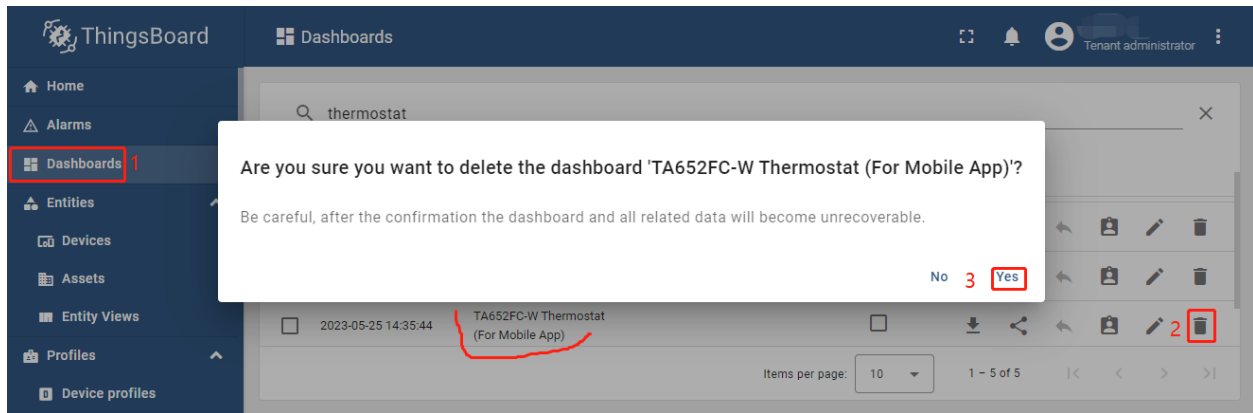 ThingsBoard
Dashboards
Tenant administrator
Home
Alarms
Dashboards 1
Entities
Devices
Assets
Entity Views
Profiles
Device profiles
thermostat
Are you sure you want to delete the dashboard 'TA652FC-W Thermostat (For Mobile App)'?
Be careful, after the confirmation the dashboard and all related data will become unrecoverable.
No 3 Yes
2023-05-25 14:35:44
TA652FC-W Thermostat
(For Mobile App)
2
Items per page: 10 1 – 5 of 5